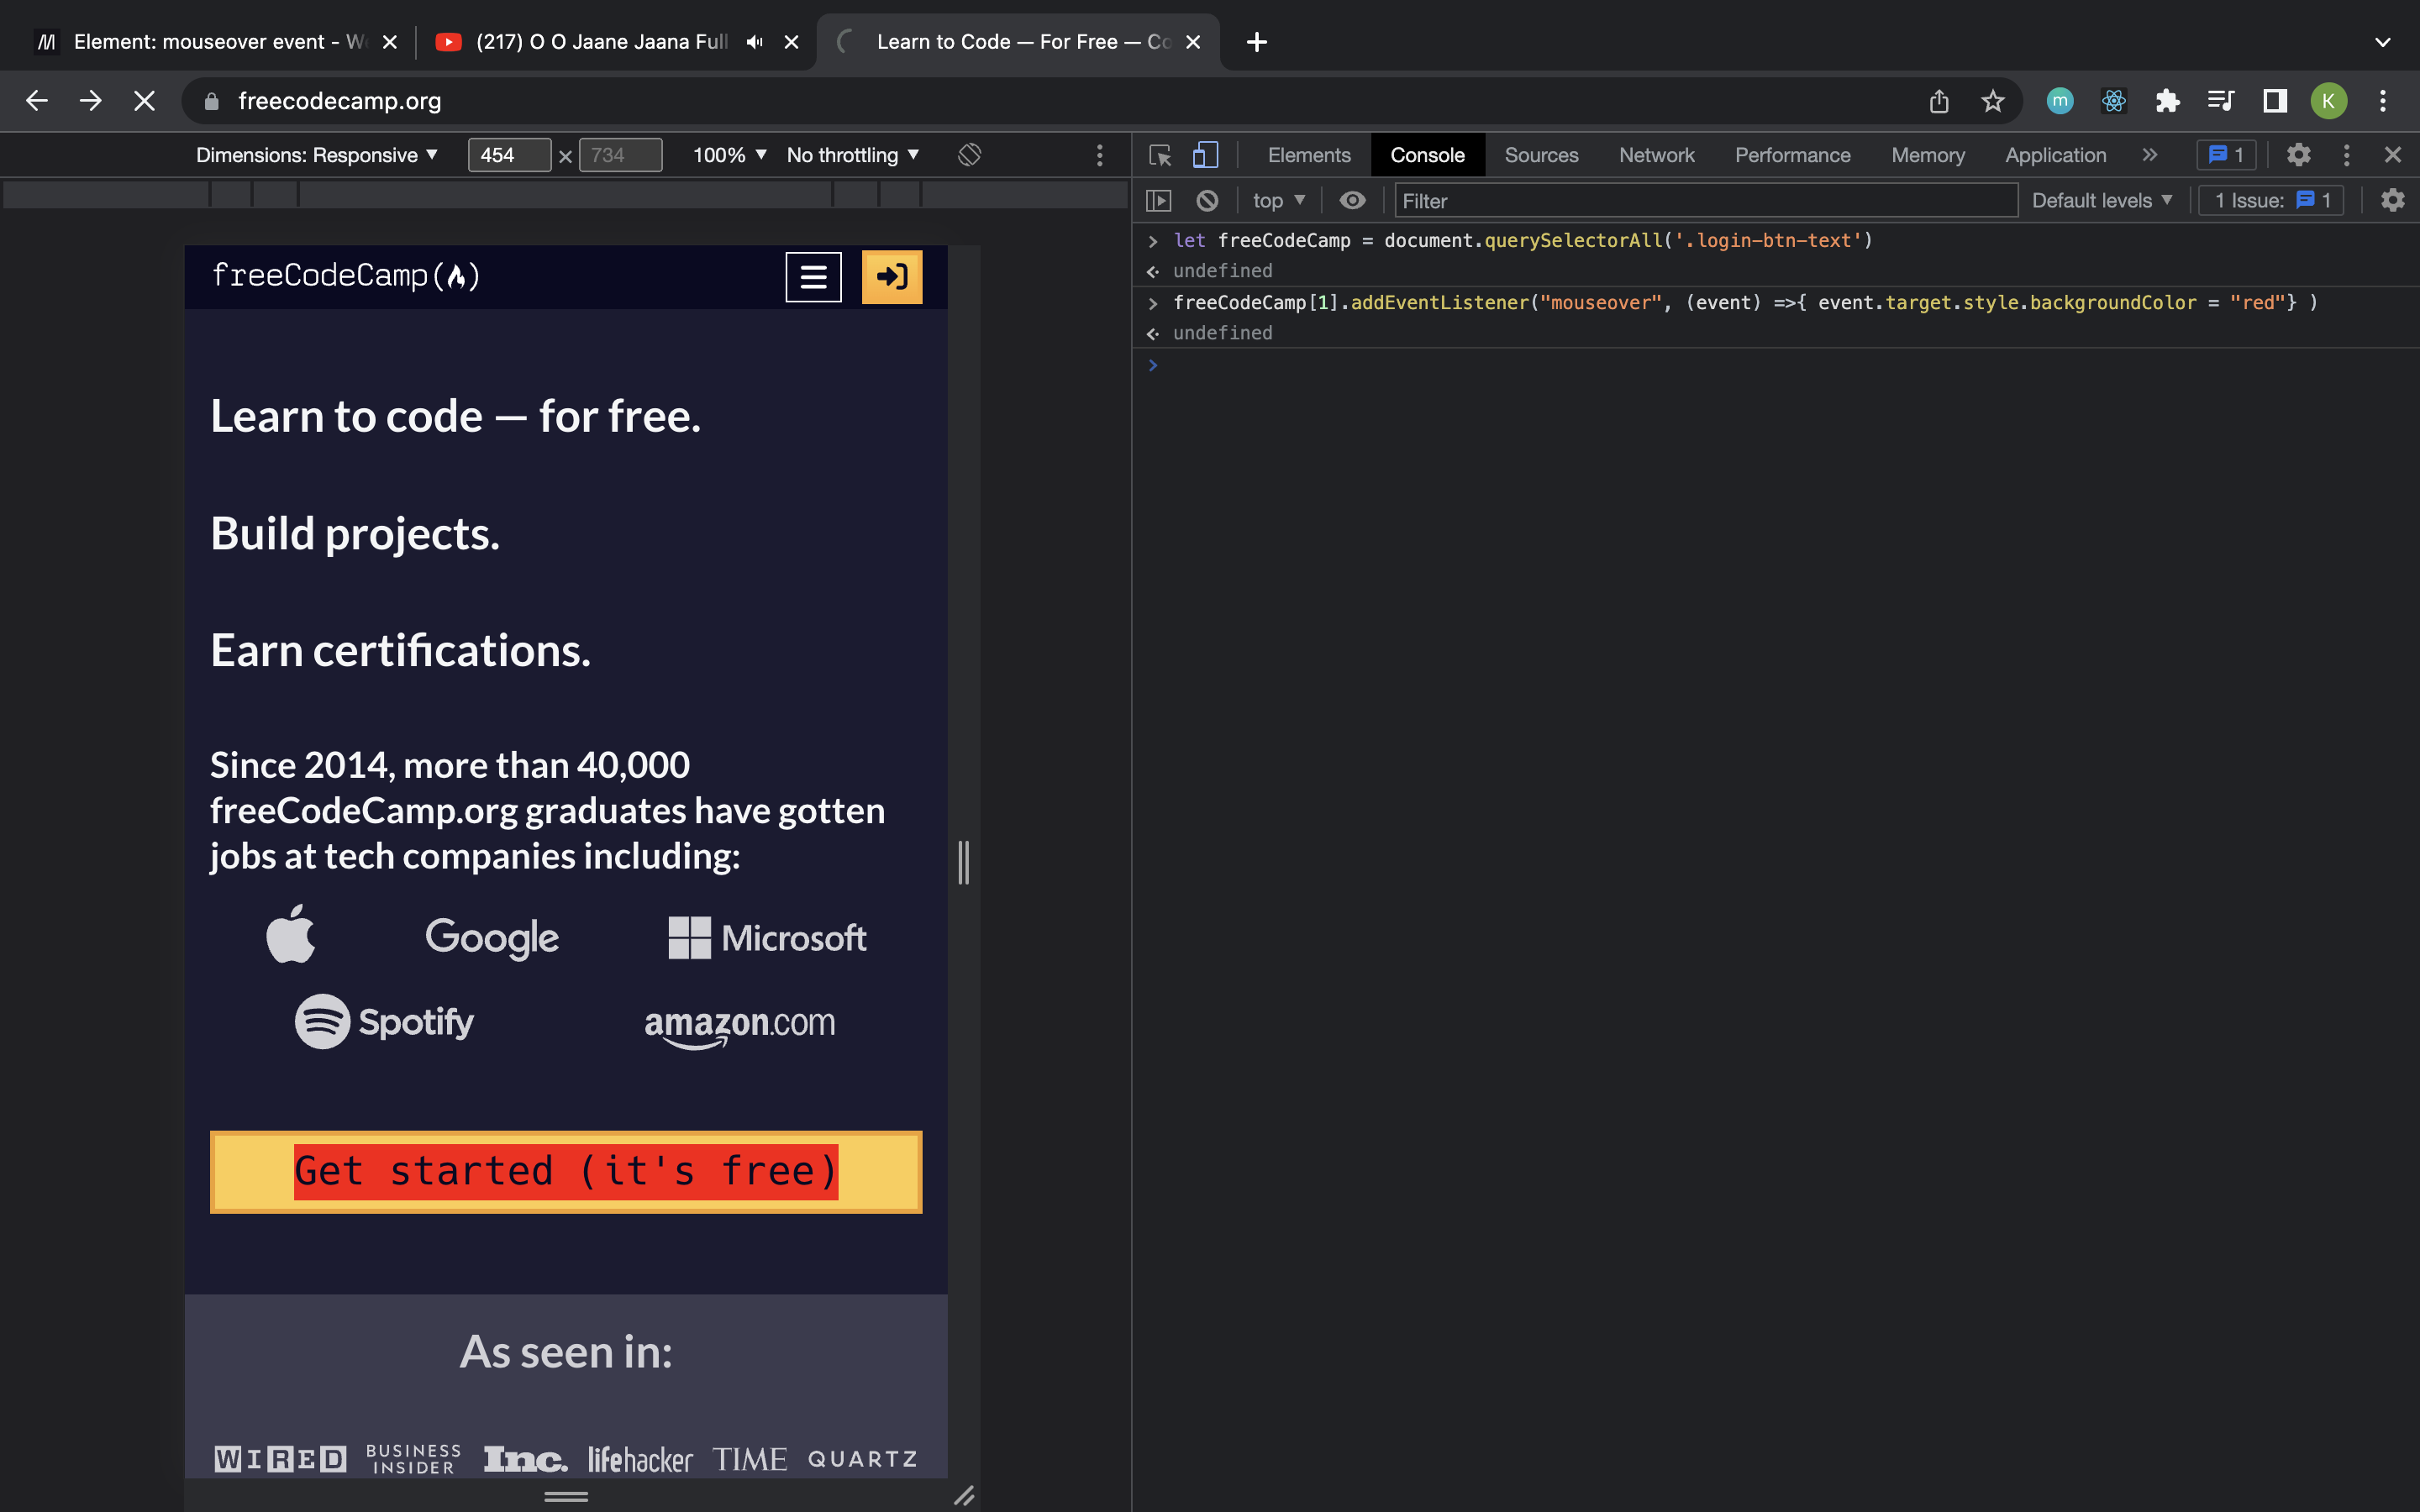 Element: mouseover event - We
(217) O O Jaane Jaana Full
Learn to Code — For Free — Co
freecodecamp.org
m
K
Dimensions: Responsive
454 × 734
100%
No throttling
Elements Console Sources Network Performance Memory Application » 1
top
Filter
Default levels
1 Issue: 1
let freeCodeCamp = document.querySelectorAll('.login-btn-text')
undefined
freeCodeCamp[1].addEventListener("mouseover", (event) =>{ event.target.style.backgroundColor = "red"} )
undefined
freeCodeCamp(🔥)
Learn to code — for free.
Build projects.
Earn certifications.
Since 2014, more than 40,000
freeCodeCamp.org graduates have gotten
jobs at tech companies including:
Google Microsoft
Spotify amazon.com
Get started (it's free)
As seen in:
WIRED BUSINESS INSIDER Inc. lifehacker TIME QUARTZ